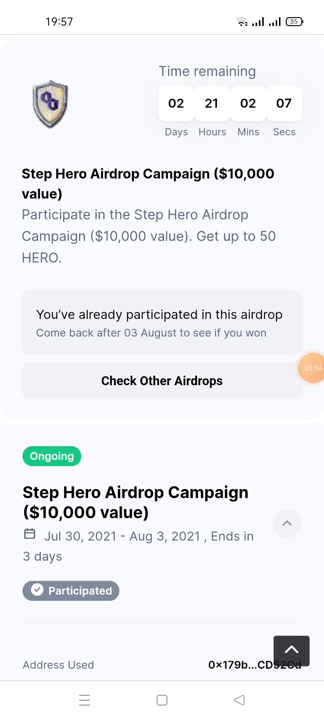 19:57
35
Time remaining
02 21 02 07
Days Hours Mins Secs
Step Hero Airdrop Campaign ($10,000
value)
Participate in the Step Hero Airdrop
Campaign ($10,000 value). Get up to 50
HERO.
You've already participated in this airdrop
Come back after 03 August to see if you won
Check Other Airdrops
Ongoing
Step Hero Airdrop Campaign
($10,000 value)
Jul 30, 2021 - Aug 3, 2021 , Ends in
3 days
Participated
Address Used 0x179b...CD52Cd